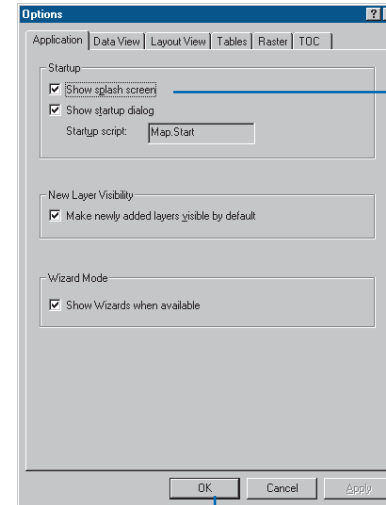 Options
Application Data View Layout View Tables Raster TOC
Startup
Show splash screen
Show startup dialog
Startup script: Map.Start
New Layer Visibility
Make newly added layers visible by default
Wizard Mode
Show Wizards when available
OK Cancel Apply